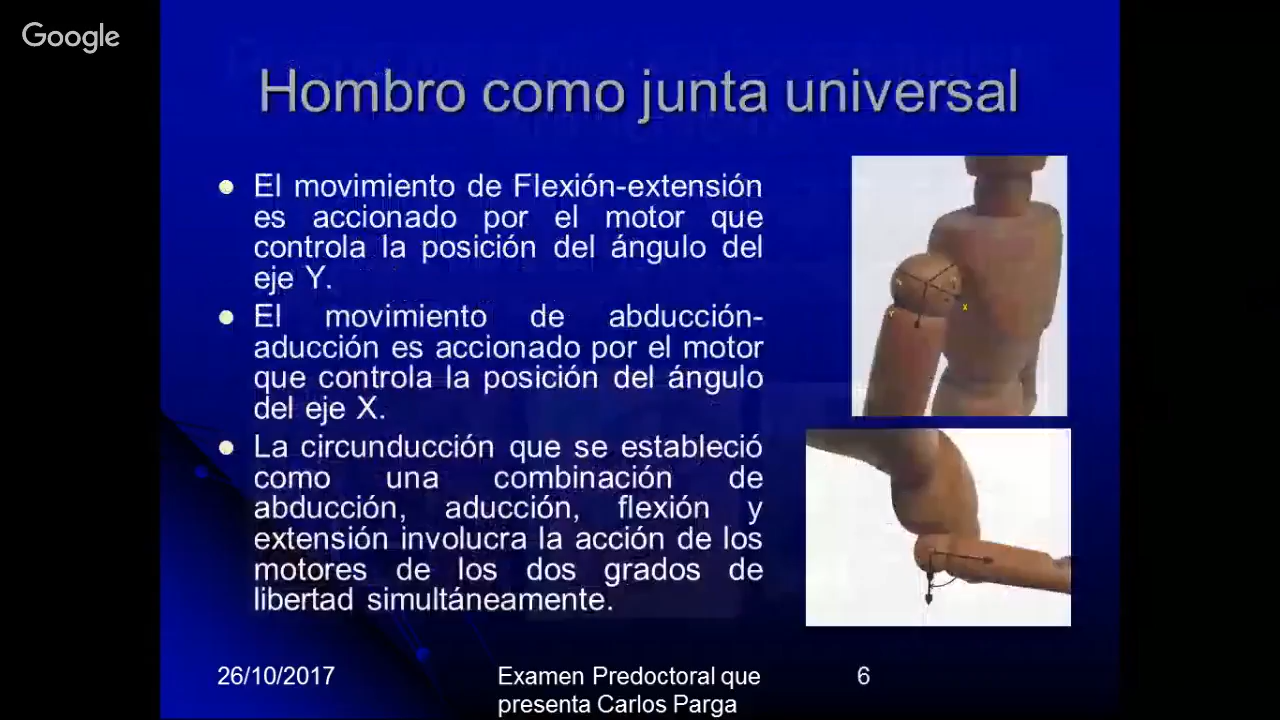 Google
Hombro como junta universal
El movimiento de Flexión-extensión
es accionado por el motor que
controla la posición del ángulo del
eje Y.
El movimiento de abducción-
aducción es accionado por el motor
que controla la posición del ángulo
del eje X.
La circunducción que se estableció
como una combinación de
abducción, aducción, flexión y
extensión involucra la acción de los
motores de los dos grados de
libertad simultáneamente.
Y
X
26/10/2017
Examen Predoctoral que
presenta Carlos Parga
6